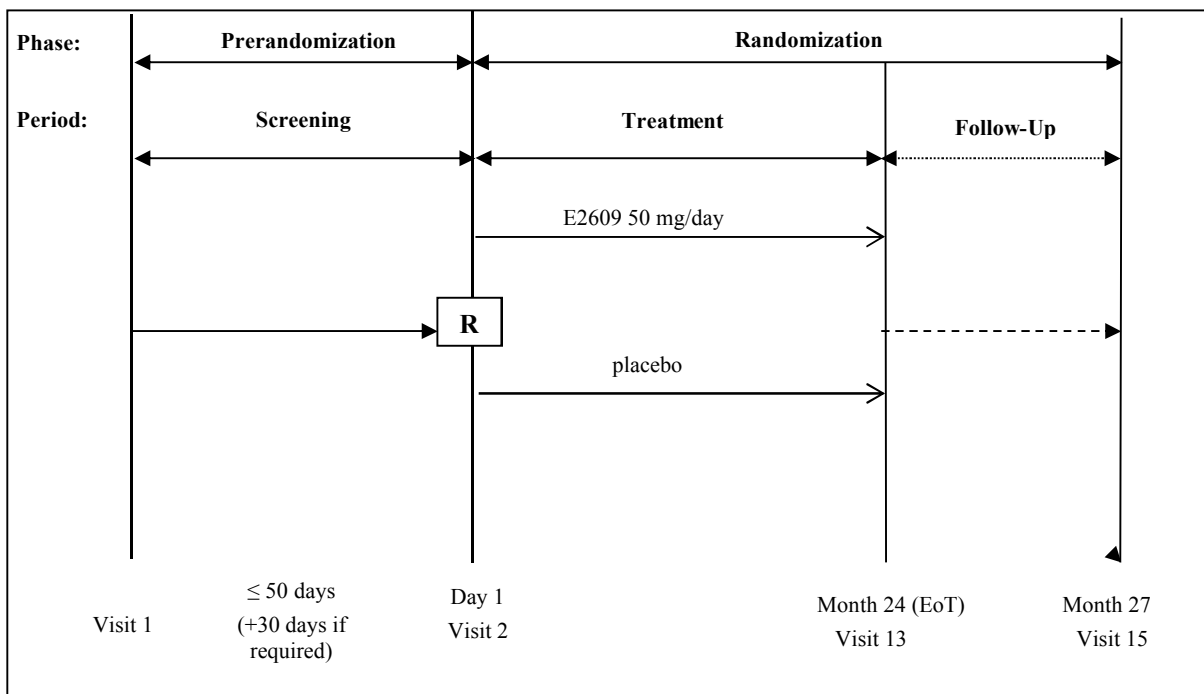 Phase:
Prerandomization
Randomization
Period:
Screening
Treatment
Follow-Up
E2609 50 mg/day
R
placebo
Visit 1
≤ 50 days
(+30 days if
required)
Day 1
Visit 2
Month 24 (EoT)
Visit 13
Month 27
Visit 15